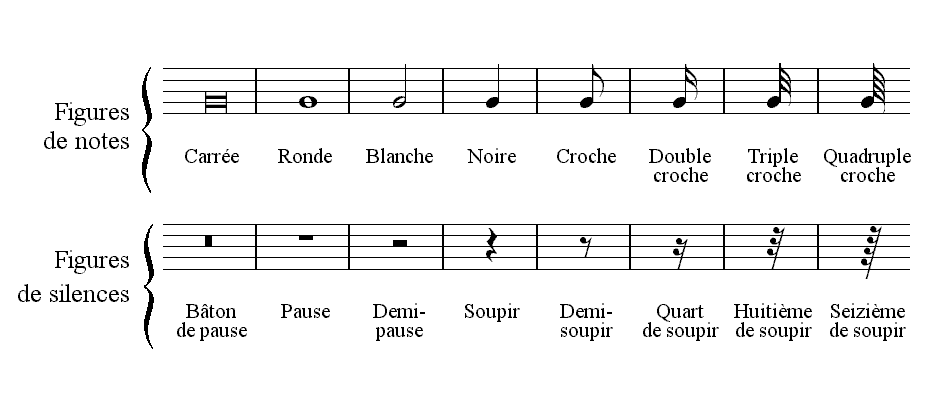 Figures
de notes
Carrée Ronde Blanche Noire Croche Double Triple Quadruple
croche croche croche
Figures
de silences
Bâton Pause Demi- Soupir Demi- Quart Huitième Seizième
de pause pause soupir de soupir de soupir de soupir